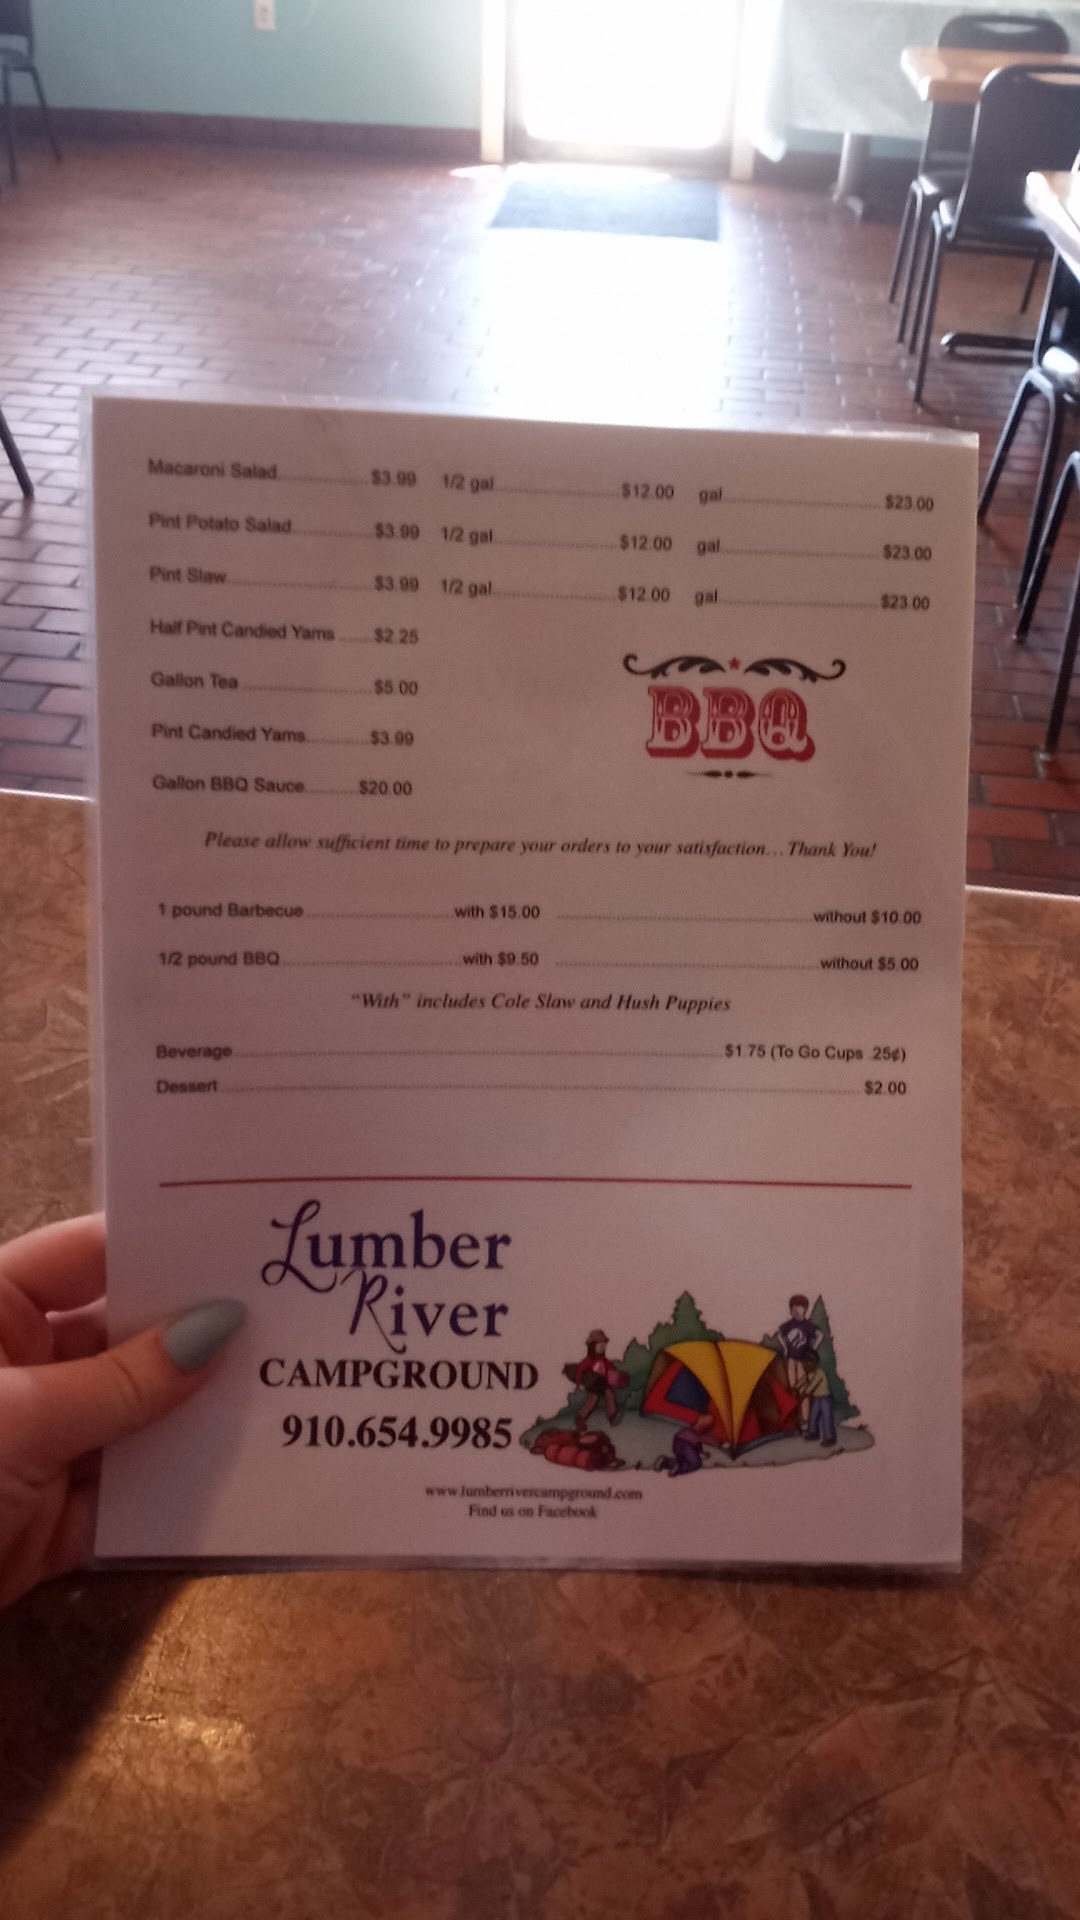 Macaroni Salad..........$3.99 1/2 gal..........$12.00 gal..........$23.00
Pint Potato Salad..........$3.99 1/2 gal..........$12.00 gal..........$23.00
Pint Slaw..........$3.99 1/2 gal..........$12.00 gal..........$23.00
Half Pint Candied Yams..........$2.25
Gallon Tea..........$5.00
Pint Candied Yams..........$3.99
Gallon BBQ Sauce..........$20.00
BBQ
Please allow sufficient time to prepare your orders to your satisfaction...Thank You!
1 pound Barbecue..........with $15.00..........without $10.00
1/2 pound BBQ..........with $9.50..........without $5.00
"With" includes Cole Slaw and Hush Puppies
Beverage..........$1.75 (To Go Cups .25¢)
Dessert..........$2.00
Lumber
River
CAMPGROUND
910.654.9985
www.lumberrivercampground.com
Find us on Facebook